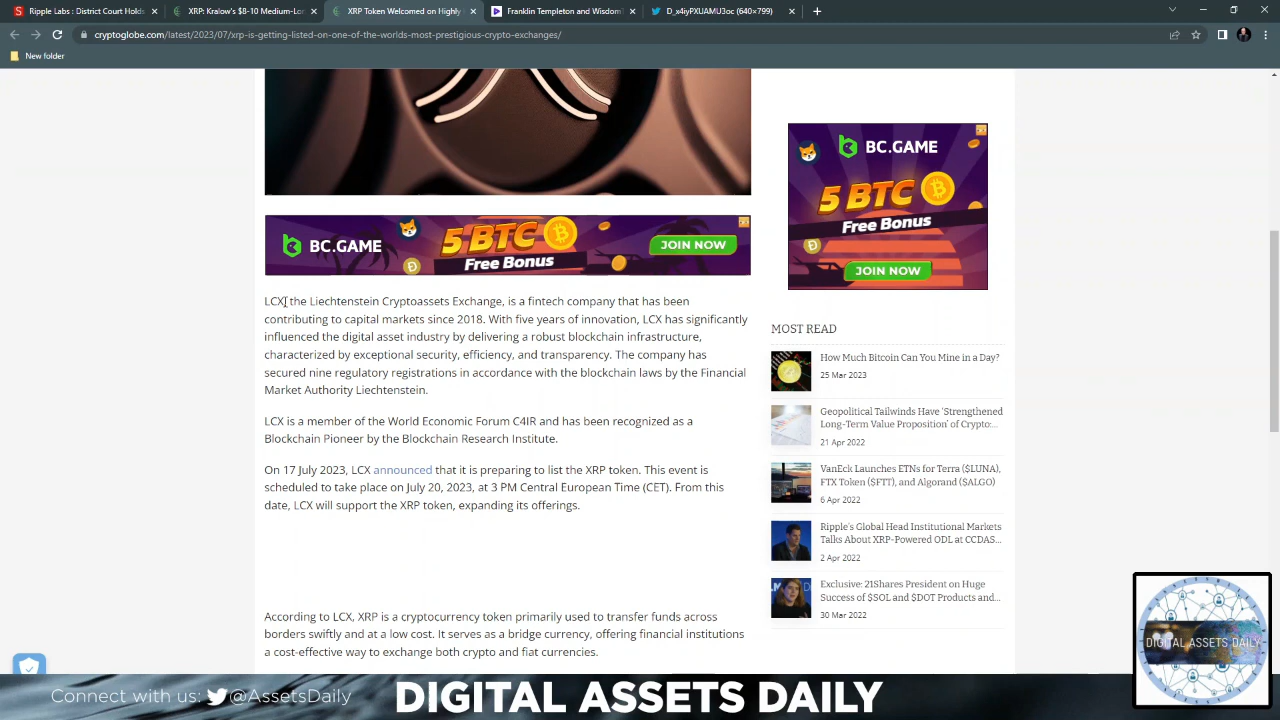 Ripple Labs : District Court Holds
XRP: Kralow's $8-10 Medium-Lo
XRP Token Welcomed on Highly
Franklin Templeton and Wisdom
D_x4iyPXUAMUJoc (640×799)
cryptoglobe.com/latest/2023/07/xrp-is-getting-listed-on-one-of-the-worlds-most-prestigious-crypto-exchanges/
New folder
BC.GAME
5 BTC
Free Bonus
JOIN NOW
BC.GAME
5 BTC
Free Bonus
JOIN NOW
LCX, the Liechtenstein Cryptoassets Exchange, is a fintech company that has been
contributing to capital markets since 2018. With five years of innovation, LCX has significantly
influenced the digital asset industry by delivering a robust blockchain infrastructure,
characterized by exceptional security, efficiency, and transparency. The company has
secured nine regulatory registrations in accordance with the blockchain laws by the Financial
Market Authority Liechtenstein.
LCX is a member of the World Economic Forum C4IR and has been recognized as a
Blockchain Pioneer by the Blockchain Research Institute.
On 17 July 2023, LCX announced that it is preparing to list the XRP token. This event is
scheduled to take place on July 20, 2023, at 3 PM Central European Time (CET). From this
date, LCX will support the XRP token, expanding its offerings.
According to LCX, XRP is a cryptocurrency token primarily used to transfer funds across
borders swiftly and at a low cost. It serves as a bridge currency, offering financial institutions
a cost-effective way to exchange both crypto and fiat currencies.
MOST READ
How Much Bitcoin Can You Mine in a Day?
25 Mar 2023
Geopolitical Tailwinds Have 'Strengthened
Long-Term Value Proposition' of Crypto:...
21 Apr 2022
VanEck Launches ETNs for Terra ($LUNA),
FTX Token ($FTT), and Algorand ($ALGO)
6 Apr 2022
Ripple's Global Head Institutional Markets
Talks About XRP-Powered ODL at CCDAS...
2 Apr 2022
Exclusive: 21Shares President on Huge
Success of $SOL and $DOT Products and...
30 Mar 2022
DIGITAL ASSETS DAILY
Connect with us: @AssetsDaily
DIGITAL ASSETS DAILY